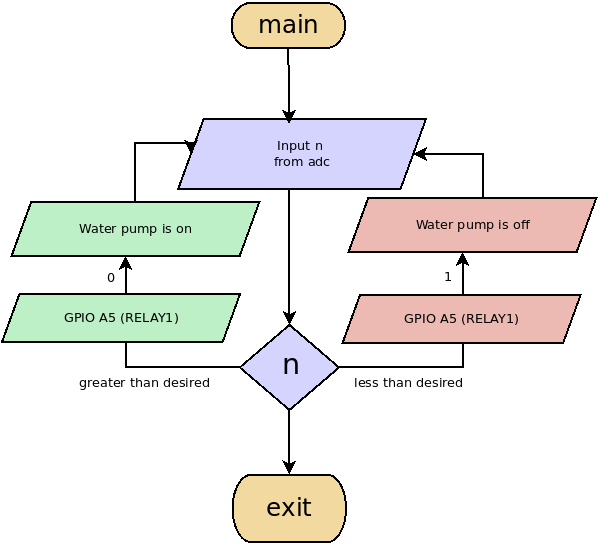 main
Input n
from adc
Water pump is on
Water pump is off
0
1
GPIO A5 (RELAY1)
GPIO A5 (RELAY1)
n
greater than desired
less than desired
exit